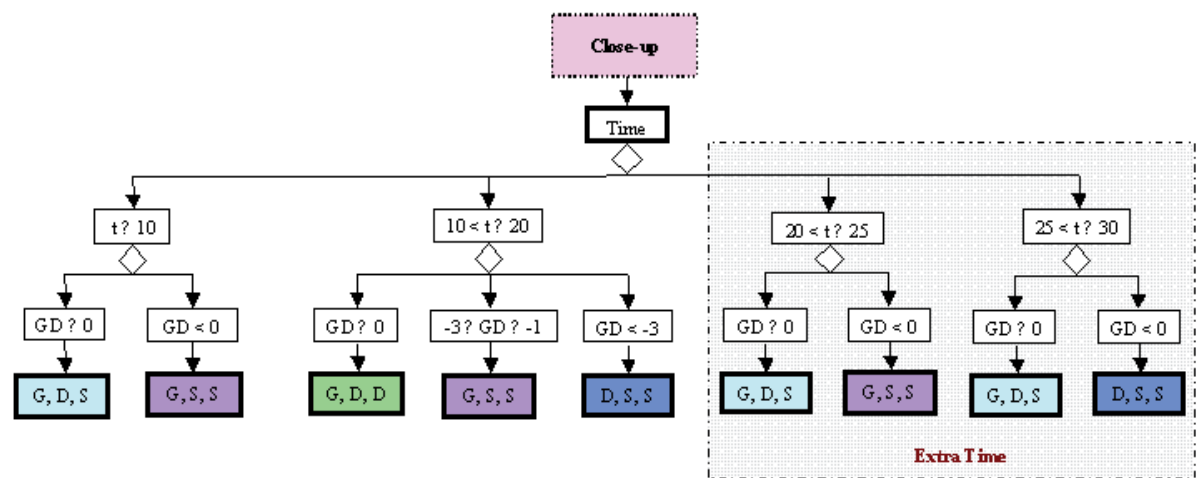 Close-up
Time
t ? 10
10 < t ? 20
20 < t ? 25
25 < t ? 30
GD ? 0
GD < 0
GD ? 0
-3 ? GD ? -1
GD < -3
GD ? 0
GD < 0
GD ? 0
GD < 0
G, D, S
G, S, S
G, D, D
G, S, S
D, S, S
G, D, S
G, S, S
G, D, S
D, S, S
Extra Time